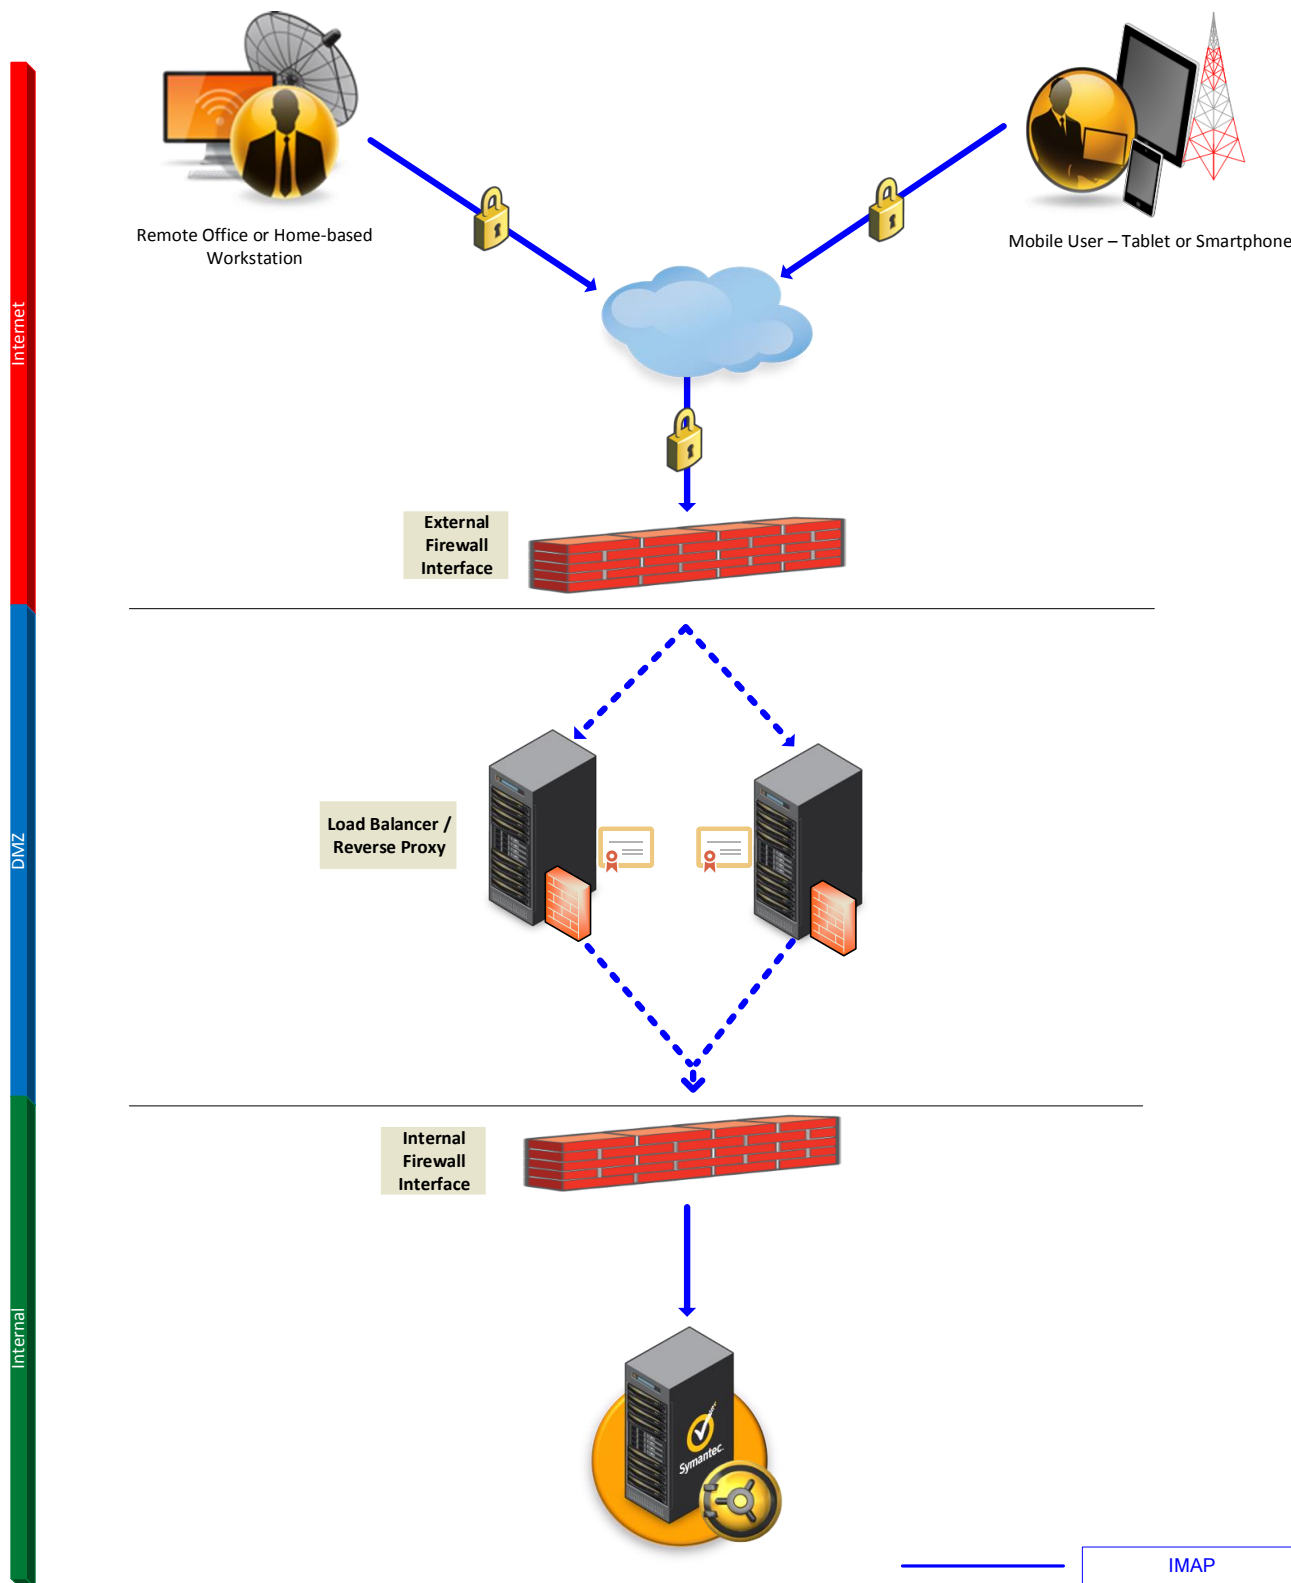 Remote Office or Home-based
Workstation
Mobile User – Tablet or Smartphone
Internet
External
Firewall
Interface
Load Balancer /
Reverse Proxy
DMZ
Internal
Firewall
Interface
Internal
Symantec.
IMAP